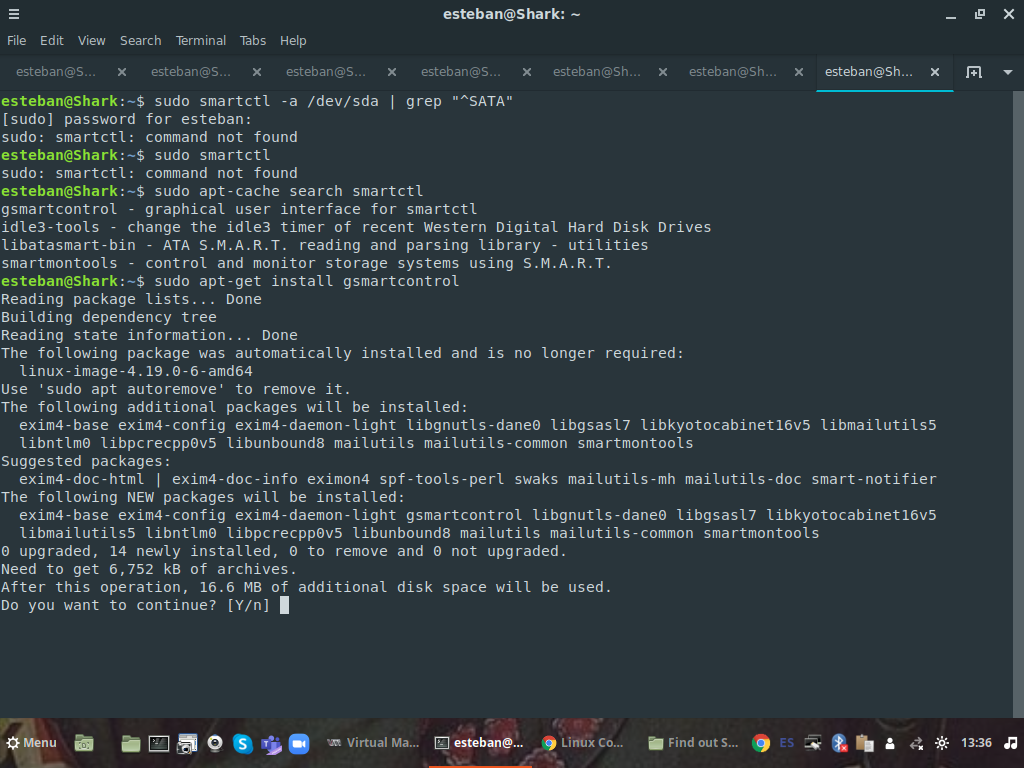 esteban@Shark: ~
File Edit View Search Terminal Tabs Help
esteban@S... esteban@S... esteban@S... esteban@S... esteban@Sh... esteban@Sh... esteban@Sh...
esteban@Shark:~$ sudo smartctl -a /dev/sda | grep "^SATA"
[sudo] password for esteban:
sudo: smartctl: command not found
esteban@Shark:~$ sudo smartctl
sudo: smartctl: command not found
esteban@Shark:~$ sudo apt-cache search smartctl
gsmartcontrol - graphical user interface for smartctl
idle3-tools - change the idle3 timer of recent Western Digital Hard Disk Drives
libatasmart-bin - ATA S.M.A.R.T. reading and parsing library - utilities
smartmontools - control and monitor storage systems using S.M.A.R.T.
esteban@Shark:~$ sudo apt-get install gsmartcontrol
Reading package lists... Done
Building dependency tree
Reading state information... Done
The following package was automatically installed and is no longer required:
linux-image-4.19.0-6-amd64
Use 'sudo apt autoremove' to remove it.
The following additional packages will be installed:
exim4-base exim4-config exim4-daemon-light libgnutls-dane0 libgsasl7 libkyotocabinet16v5 libmailutils5
libntlm0 libpcrecpp0v5 libunbound8 mailutils mailutils-common smartmontools
Suggested packages:
exim4-doc-html | exim4-doc-info eximon4 spf-tools-perl swaks mailutils-mh mailutils-doc smart-notifier
The following NEW packages will be installed:
exim4-base exim4-config exim4-daemon-light gsmartcontrol libgnutls-dane0 libgsasl7 libkyotocabinet16v5
libmailutils5 libntlm0 libpcrecpp0v5 libunbound8 mailutils mailutils-common smartmontools
0 upgraded, 14 newly installed, 0 to remove and 0 not upgraded.
Need to get 6,752 kB of archives.
After this operation, 16.6 MB of additional disk space will be used.
Do you want to continue? [Y/n]
Menu Virtual Ma... esteban@... Linux Co... Find out S... ES 13:36